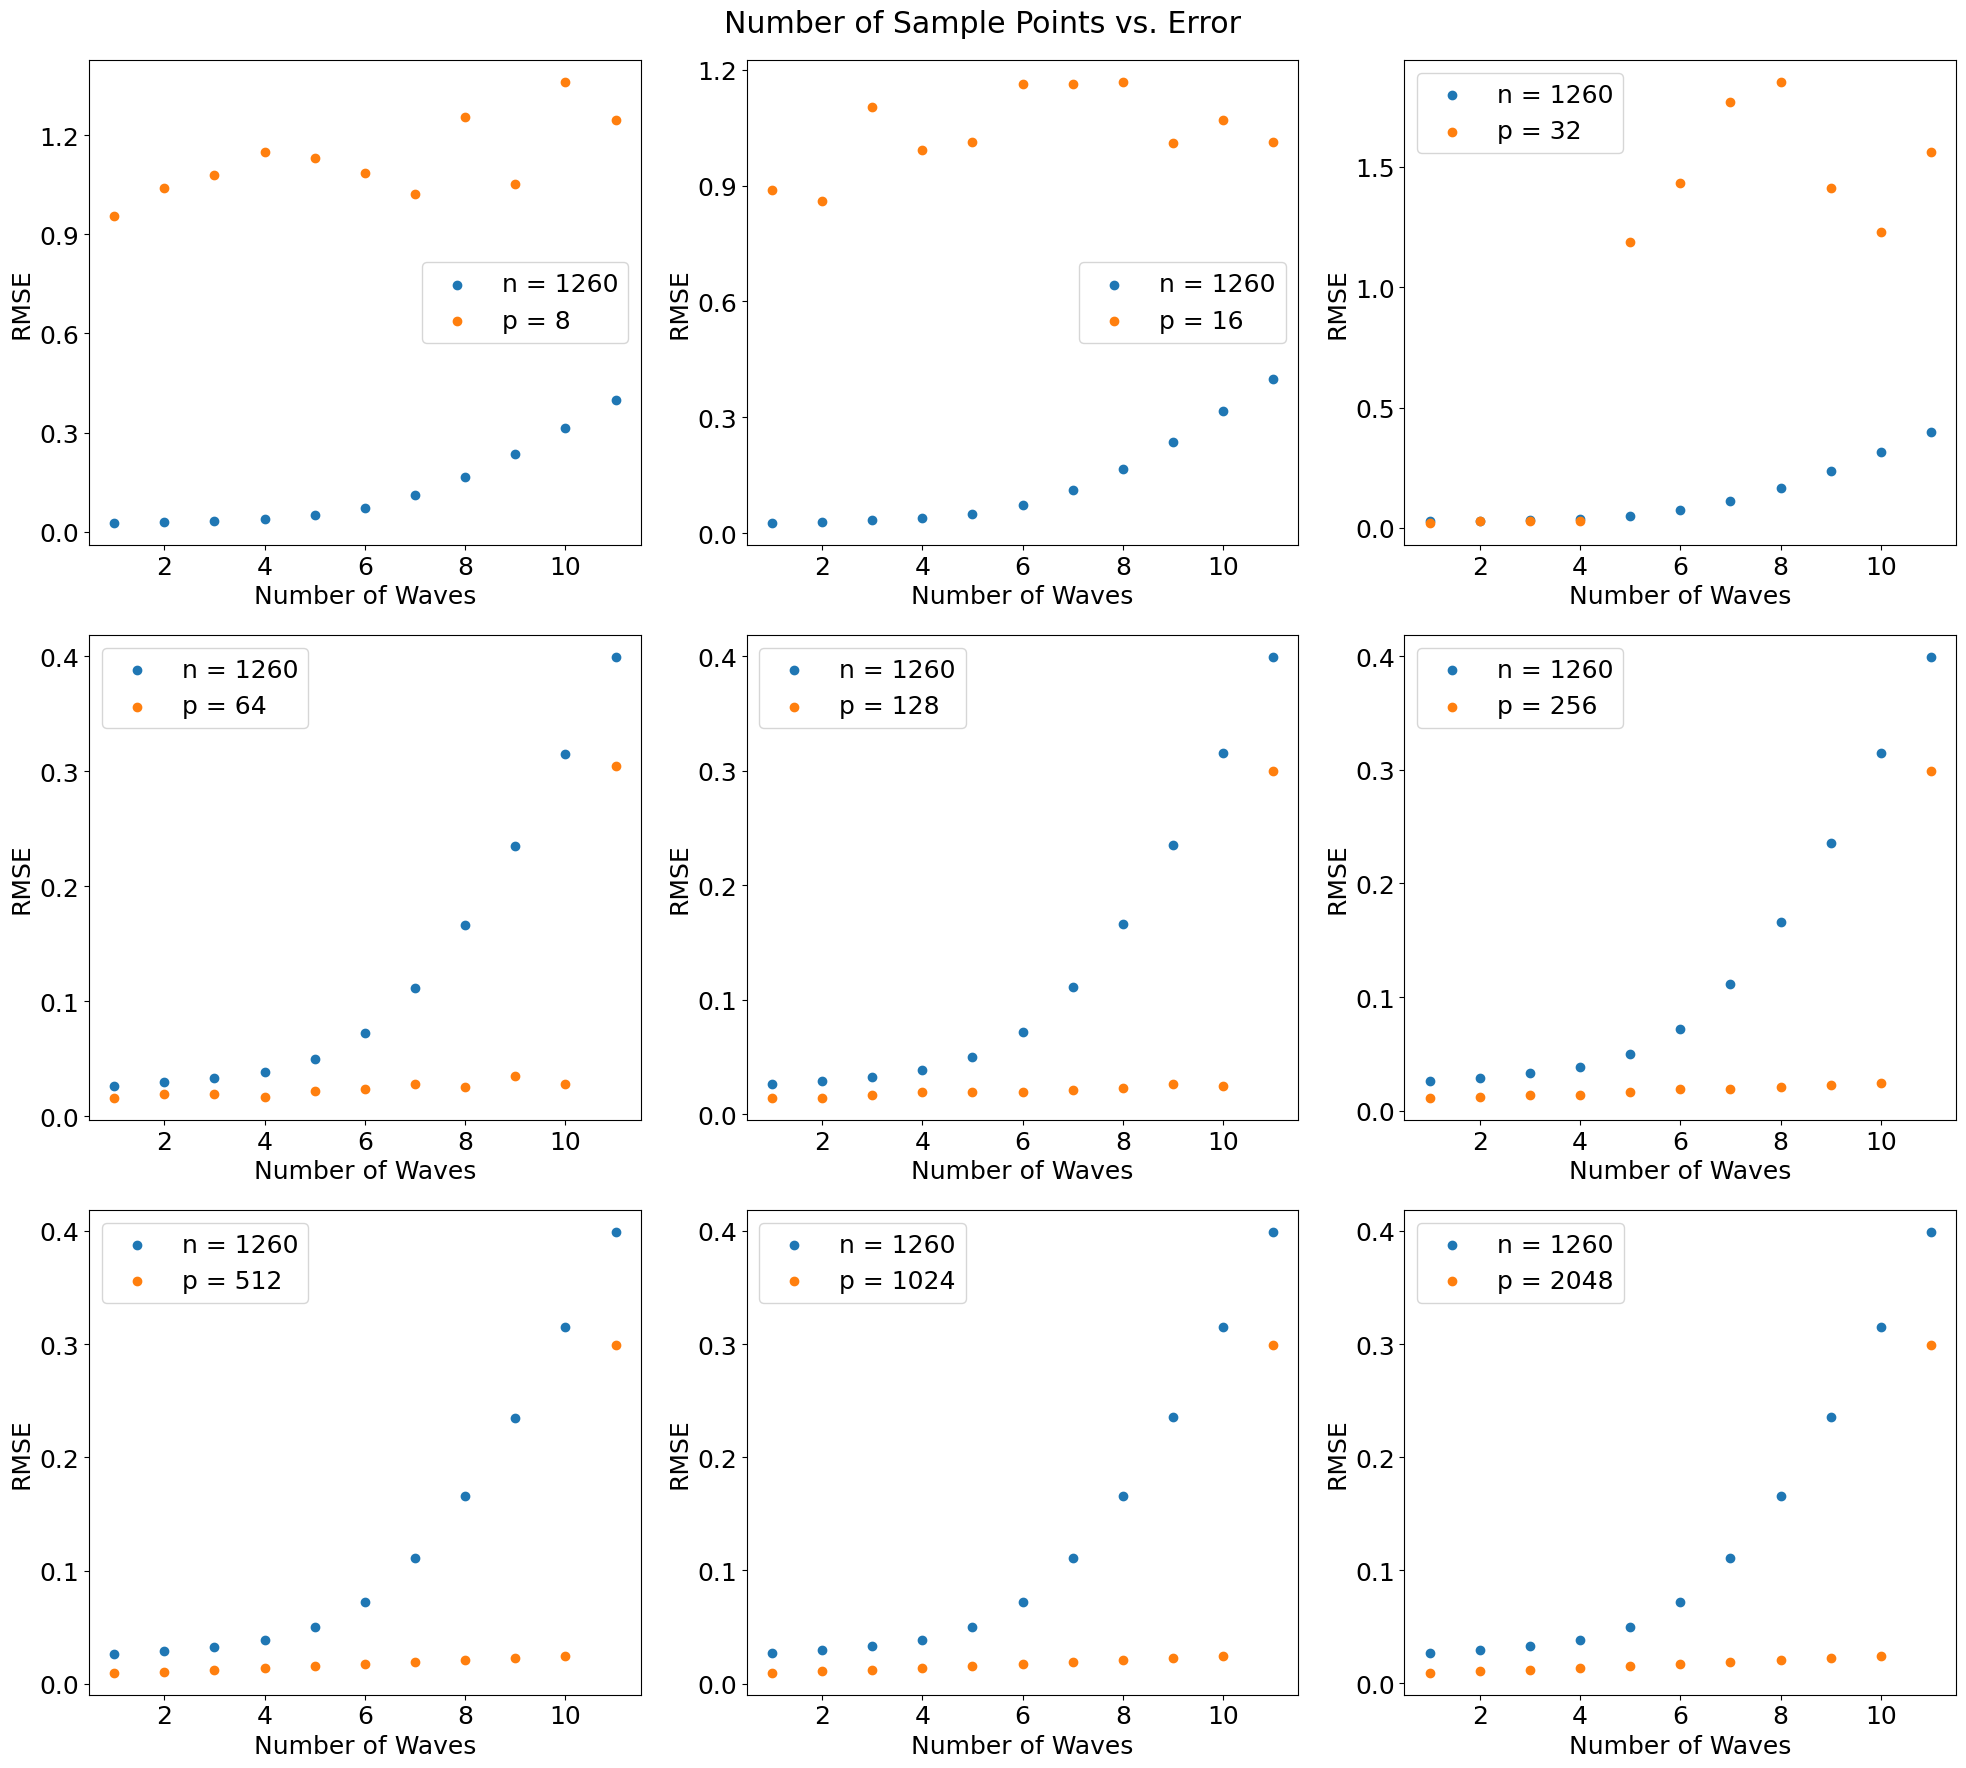 Number of Sample Points vs. Error
RMSE
1.2
0.9
0.6
0.3
0.0
n = 1260
p = 8
2 4 6 8 10
Number of Waves
RMSE
1.2
0.9
0.6
0.3
0.0
n = 1260
p = 16
2 4 6 8 10
Number of Waves
RMSE
1.5
1.0
0.5
0.0
n = 1260
p = 32
2 4 6 8 10
Number of Waves
RMSE
0.4
0.3
0.2
0.1
0.0
n = 1260
p = 64
2 4 6 8 10
Number of Waves
RMSE
0.4
0.3
0.2
0.1
0.0
n = 1260
p = 128
2 4 6 8 10
Number of Waves
RMSE
0.4
0.3
0.2
0.1
0.0
n = 1260
p = 256
2 4 6 8 10
Number of Waves
RMSE
0.4
0.3
0.2
0.1
0.0
n = 1260
p = 512
2 4 6 8 10
Number of Waves
RMSE
0.4
0.3
0.2
0.1
0.0
n = 1260
p = 1024
2 4 6 8 10
Number of Waves
RMSE
0.4
0.3
0.2
0.1
0.0
n = 1260
p = 2048
2 4 6 8 10
Number of Waves